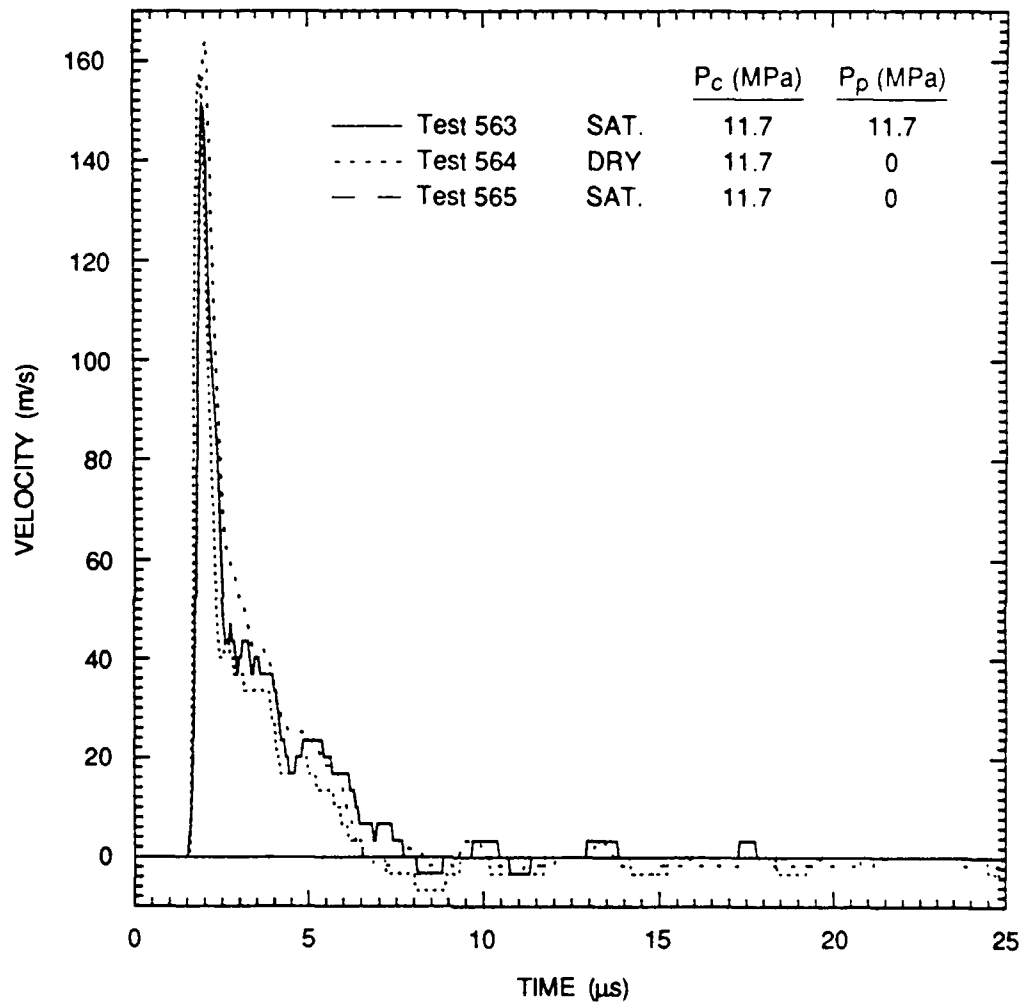 P_c (MPa) P_p (MPa)
Test 563 SAT. 11.7 11.7
Test 564 DRY 11.7 0
Test 565 SAT. 11.7 0
160
140
120
100
80
60
40
20
0
VELOCITY (m/s)
0 5 10 15 20 25
TIME (μs)